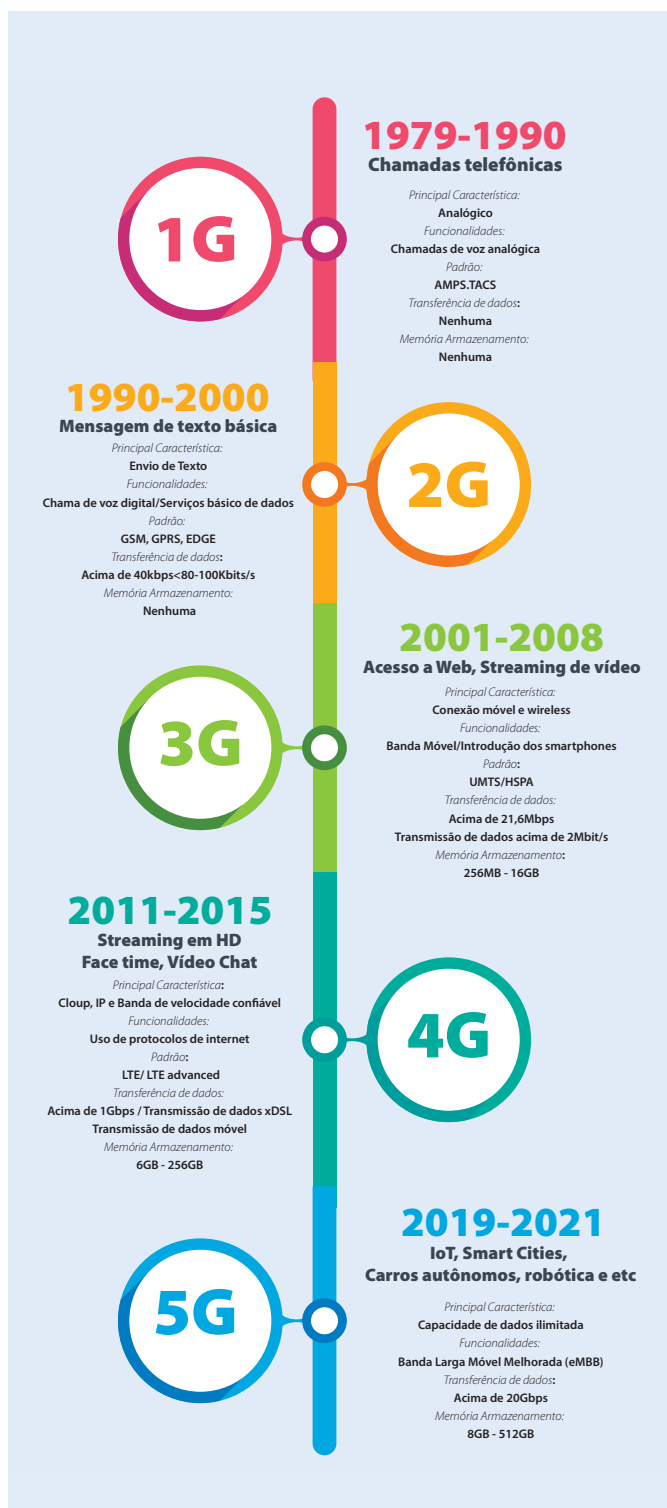 1G
1979-1990
Chamadas telefônicas
Principal Característica:
Analógico
Funcionalidades:
Chamadas de voz analógica
Padrão:
AMPS.TACS
Transferência de dados:
Nenhuma
Memória Armazenamento:
Nenhuma
1990-2000
Mensagem de texto básica
Principal Característica:
Envio de Texto
Funcionalidades:
Chama de voz digital/Serviços básico de dados
Padrão:
GSM, GPRS, EDGE
Transferência de dados:
Acima de 40kbps<80-100Kbits/s
Memória Armazenamento:
Nenhuma
2G
3G
2001-2008
Acesso a Web, Streaming de vídeo
Principal Característica:
Conexão móvel e wireless
Funcionalidades:
Banda Móvel/Introdução dos smartphones
Padrão:
UMTS/HSPA
Transferência de dados:
Acima de 21,6Mbps
Transmissão de dados acima de 2Mbit/s
Memória Armazenamento:
256MB - 16GB
2011-2015
Streaming em HD
Face time, Vídeo Chat
Principal Característica:
Cloup, IP e Banda de velocidade confiável
Funcionalidades:
Uso de protocolos de internet
Padrão:
LTE/ LTE advanced
Transferência de dados:
Acima de 1Gbps / Transmissão de dados xDSL
Transmissão de dados móvel
Memória Armazenamento:
6GB - 256GB
4G
5G
2019-2021
IoT, Smart Cities,
Carros autônomos, robótica e etc
Principal Característica:
Capacidade de dados ilimitada
Funcionalidades:
Banda Larga Móvel Melhorada (eMBB)
Transferência de dados:
Acima de 20Gbps
Memória Armazenamento:
8GB - 512GB